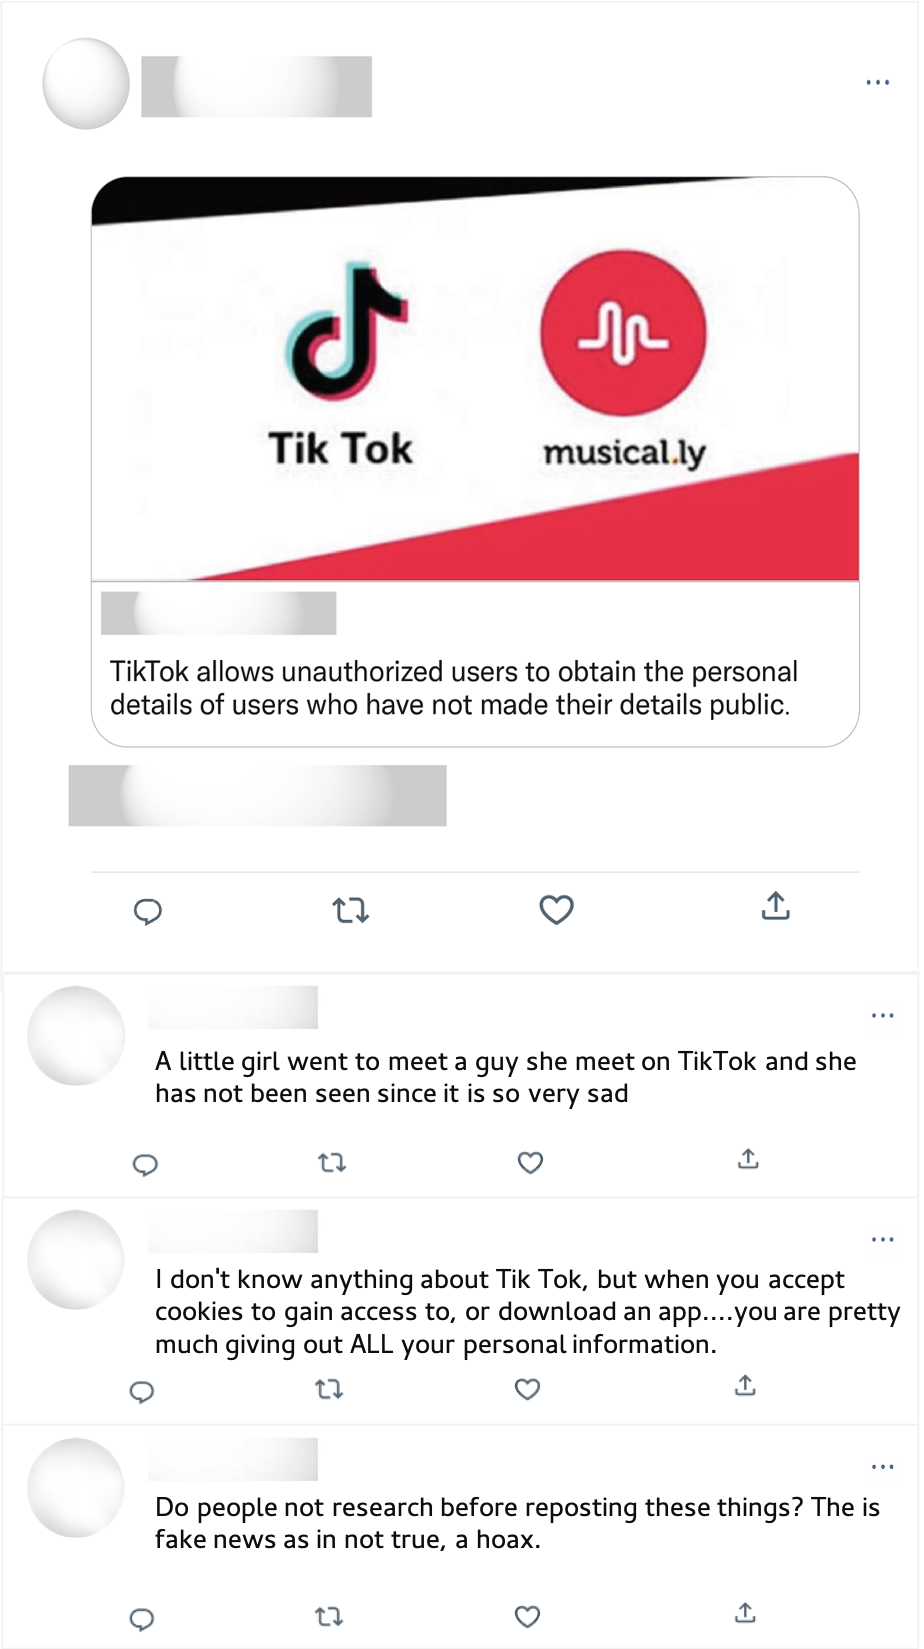 Tik Tok
musical.ly
TikTok allows unauthorized users to obtain the personal
details of users who have not made their details public.
A little girl went to meet a guy she meet on TikTok and she
has not been seen since it is so very sad
I don't know anything about Tik Tok, but when you accept
cookies to gain access to, or download an app....you are pretty
much giving out ALL your personal information.
Do people not research before reposting these things? The is
fake news as in not true, a hoax.